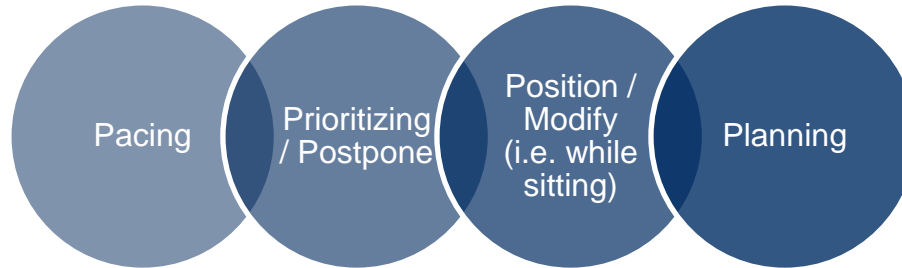 Pacing
Prioritizing
/ Postpone
Position /
Modify
(i.e. while
sitting)
Planning